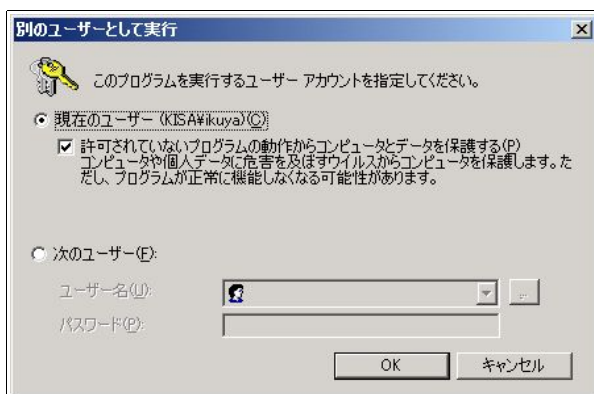 別のユーザーとして実行
このプログラムを実行するユーザー アカウントを指定してください。
現在のユーザー (KISA¥ikuya)(C)
許可されていないプログラムの動作からコンピュータとデータを保護する(P)
コンピュータや個人データに危害を及ぼすウイルスからコンピュータを保護します。た
だし、プログラムが正常に機能しなくなる可能性があります。
次のユーザー(F):
ユーザー名(U):
...
パスワード(P):
OK
キャンセル